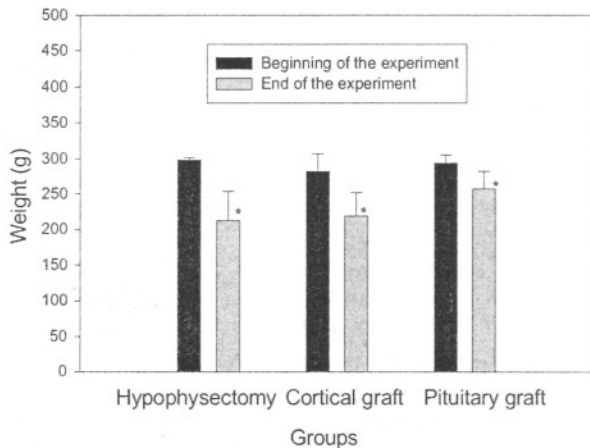 500
450
400
350
300
250
200
150
100
50
0
Weight (g)
Beginning of the experiment
End of the experiment
*
*
*
Hypophysectomy Cortical graft Pituitary graft
Groups